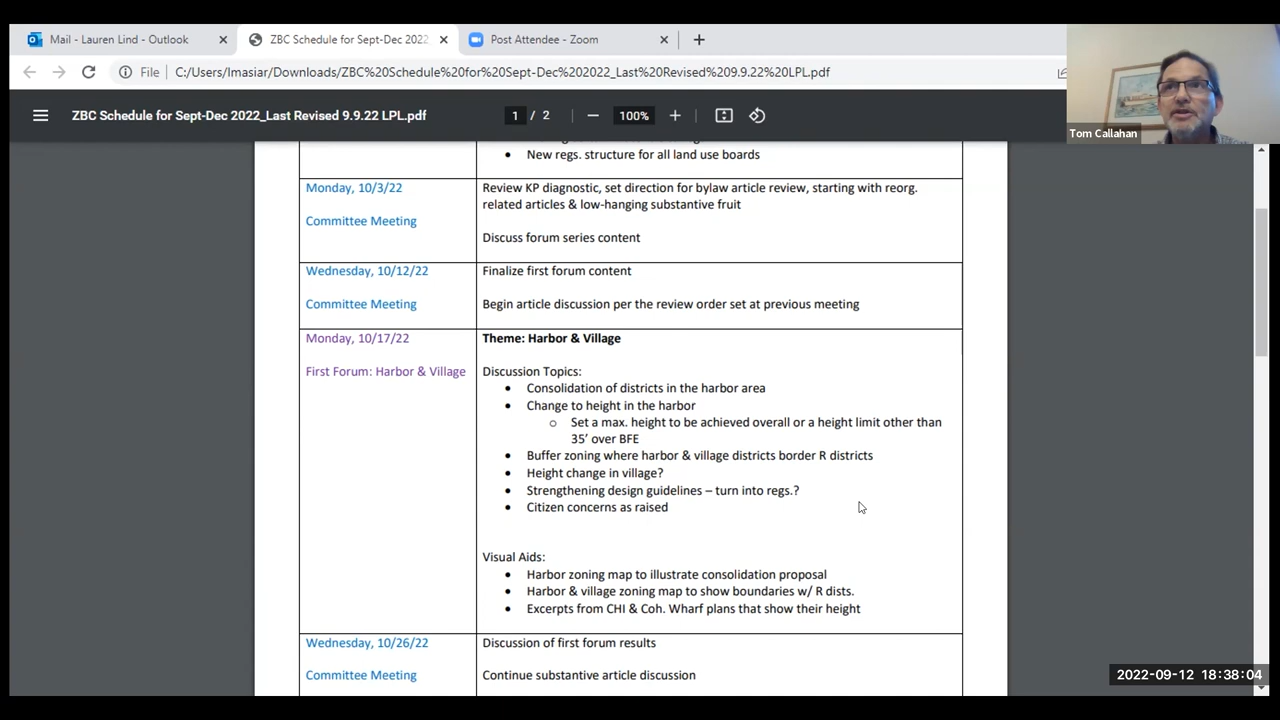 Mail - Lauren Lind - Outlook
ZBC Schedule for Sept-Dec 2022
Post Attendee - Zoom
File
C:/Users/lmasiar/Downloads/ZBC%20Schedule%20for%20Sept-Dec%202022_Last%20Revised%209.9.22%20LPL.pdf
ZBC Schedule for Sept-Dec 2022_Last Revised 9.9.22 LPL.pdf
1 / 2
100%
Tom Callahan
• New regs. structure for all land use boards
Monday, 10/3/22
Committee Meeting
Review KP diagnostic, set direction for bylaw article review, starting with reorg.
related articles & low-hanging substantive fruit
Discuss forum series content
Wednesday, 10/12/22
Committee Meeting
Finalize first forum content
Begin article discussion per the review order set at previous meeting
Monday, 10/17/22
First Forum: Harbor & Village
Theme: Harbor & Village
Discussion Topics:
• Consolidation of districts in the harbor area
• Change to height in the harbor
o Set a max. height to be achieved overall or a height limit other than
35’ over BFE
• Buffer zoning where harbor & village districts border R districts
• Height change in village?
• Strengthening design guidelines – turn into regs.?
• Citizen concerns as raised
Visual Aids:
• Harbor zoning map to illustrate consolidation proposal
• Harbor & village zoning map to show boundaries w/ R dists.
• Excerpts from CHI & Coh. Wharf plans that show their height
Wednesday, 10/26/22
Committee Meeting
Discussion of first forum results
Continue substantive article discussion
2022-09-12 18:38:04